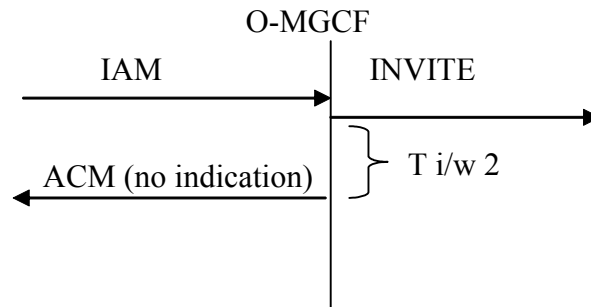 O-MGCF
IAM INVITE
T i/w 2
ACM (no indication)